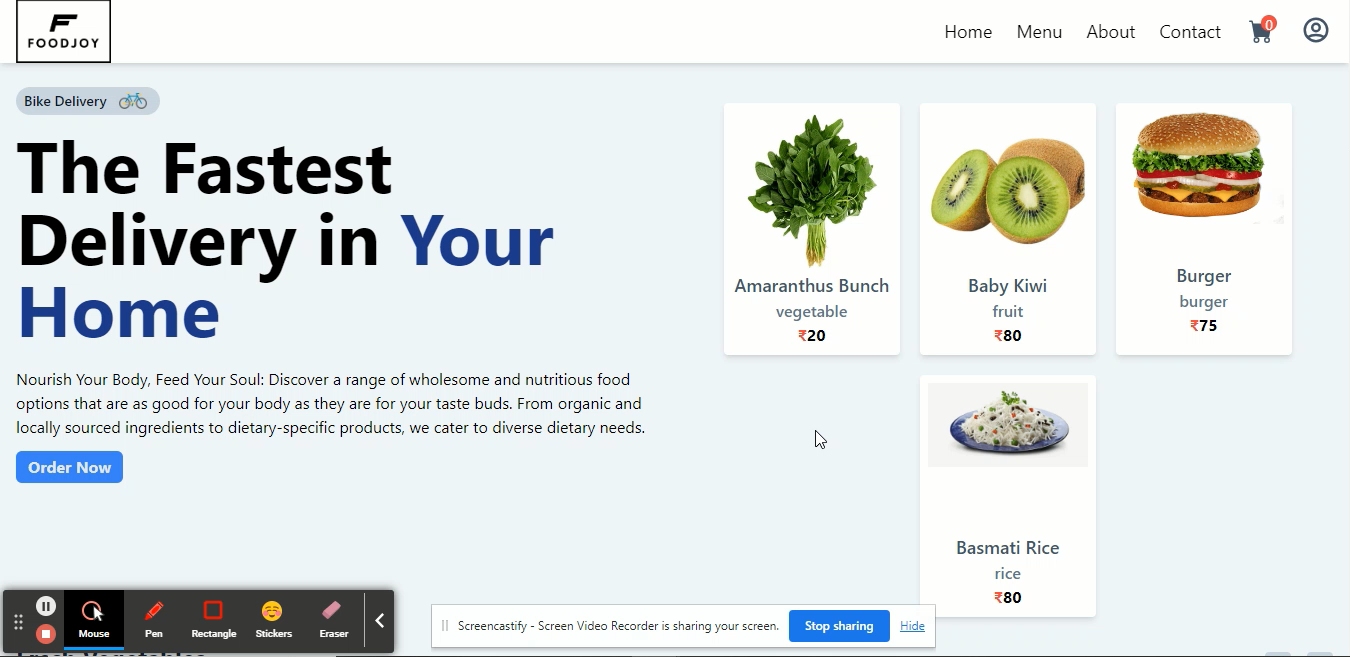 F
FOODJOY
Home
Menu
About
Contact
0
Bike Delivery
The Fastest
Delivery in Your
Home
Nourish Your Body, Feed Your Soul: Discover a range of wholesome and nutritious food
options that are as good for your body as they are for your taste buds. From organic and
locally sourced ingredients to dietary-specific products, we cater to diverse dietary needs.
Order Now
Amaranthus Bunch
vegetable
₹20
Baby Kiwi
fruit
₹80
Burger
burger
₹75
Basmati Rice
rice
₹80
Mouse
Pen
Rectangle
Stickers
Eraser
Screencastify - Screen Video Recorder is sharing your screen.
Stop sharing
Hide